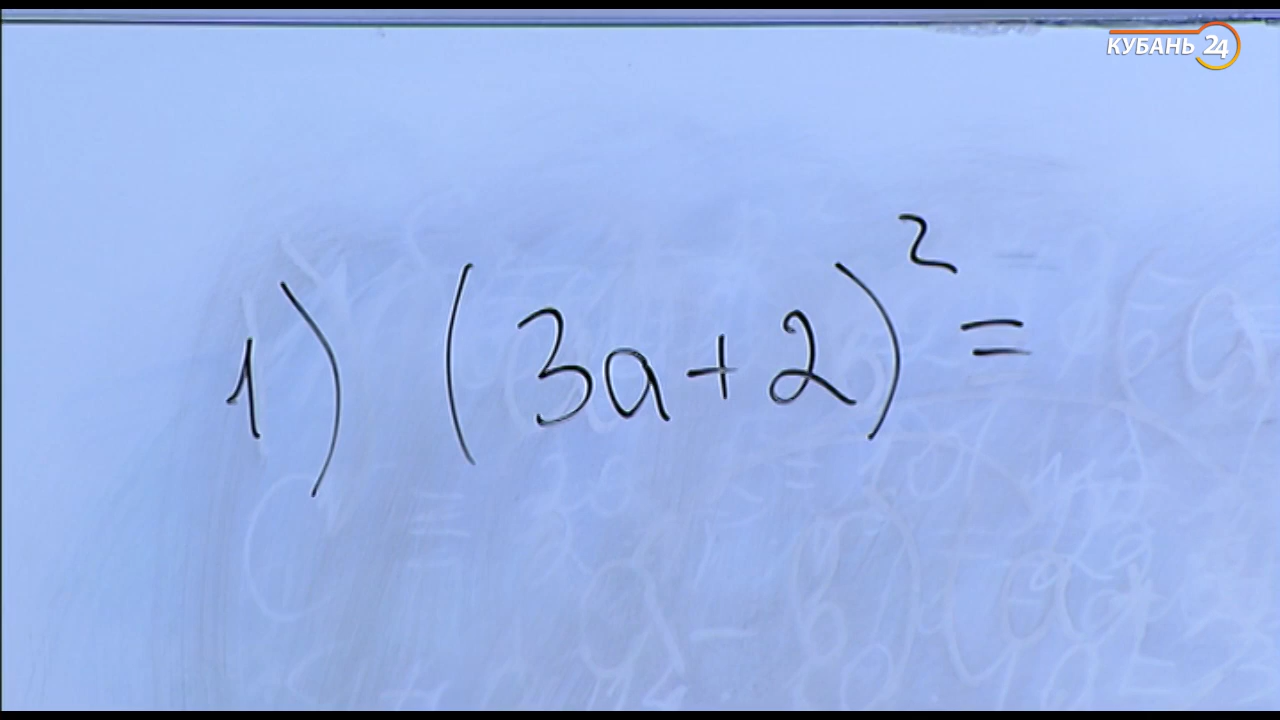 КУБАНЬ 24
1) (3a+2)² =